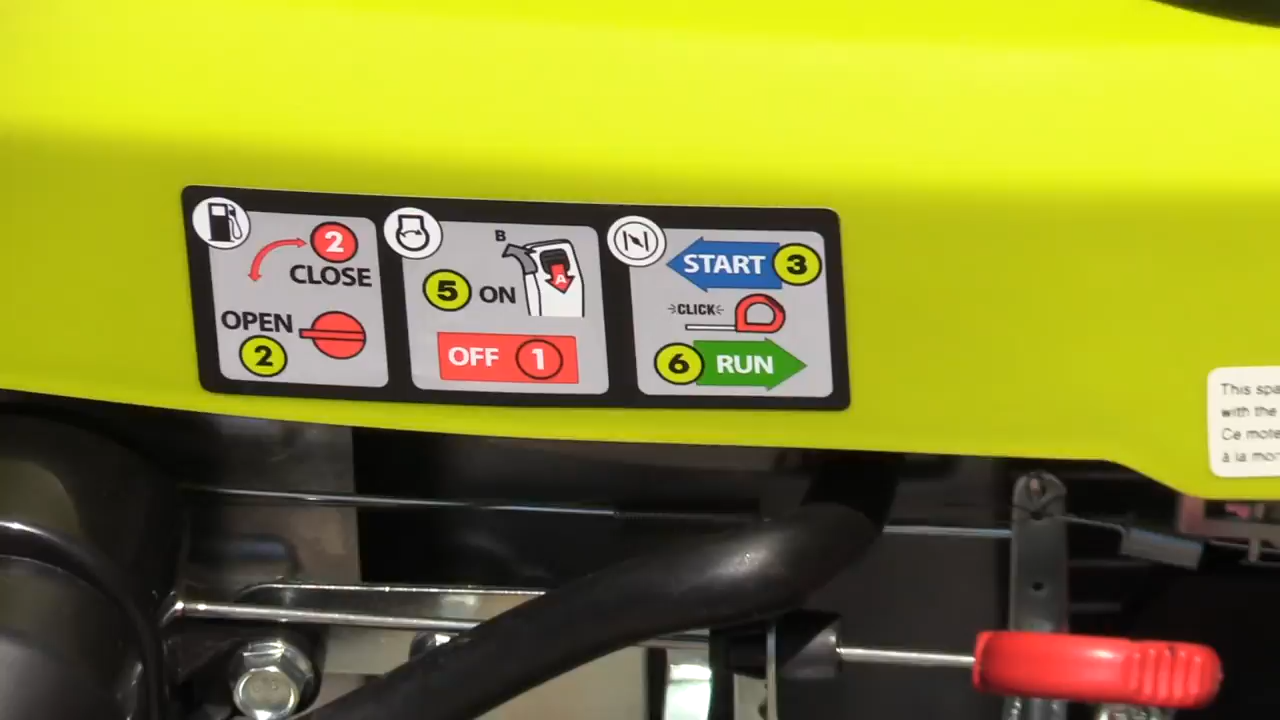 2
CLOSE
OPEN
2
B
A
5 ON
OFF 1
START 3
CLICK
6 RUN
This spa
with the
Ce mote
à la mor